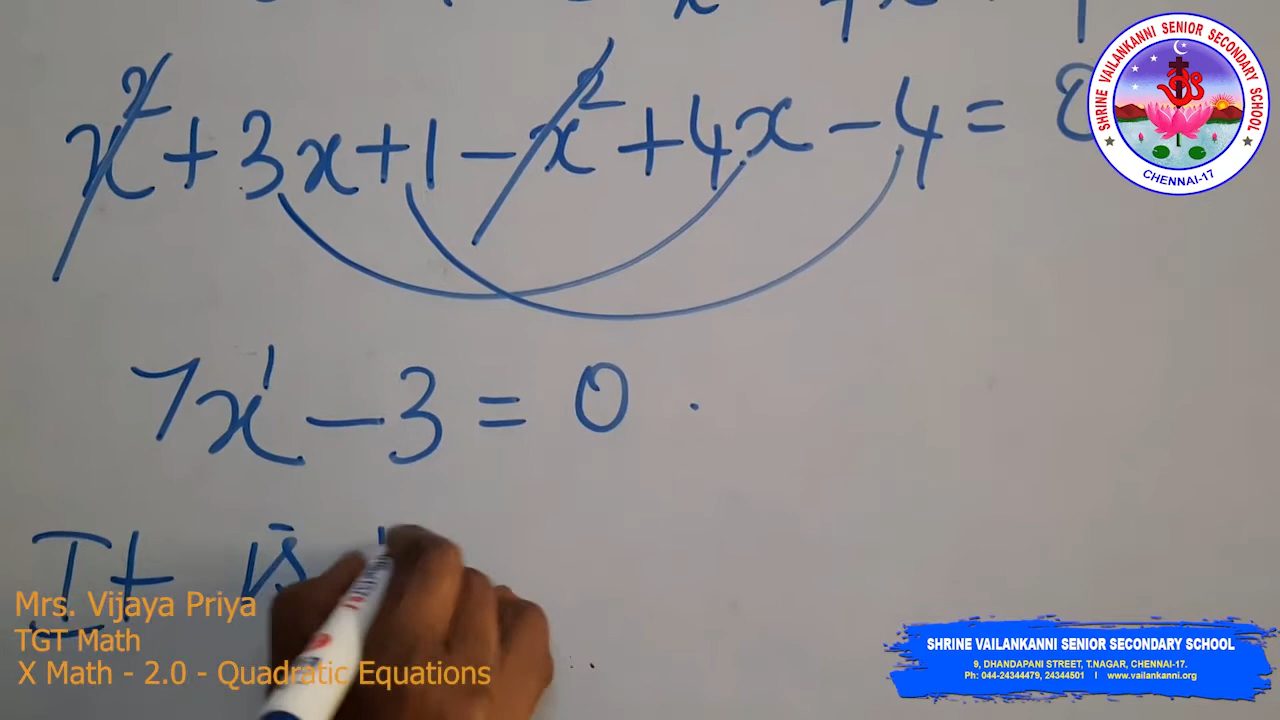 x² + 3x + 1 - x² + 4x - 4 =
7x¹ - 3 = 0 .
It is
SHRINE VAILANKANNI SENIOR SECONDARY SCHOOL
CHENNAI-17
Mrs. Vijaya Priya
TGT Math
X Math - 2.0 - Quadratic Equations
SHRINE VAILANKANNI SENIOR SECONDARY SCHOOL
9, DHANDAPANI STREET, T.NAGAR, CHENNAI-17.
Ph: 044-24344479, 24344501 I www.vailankanni.org